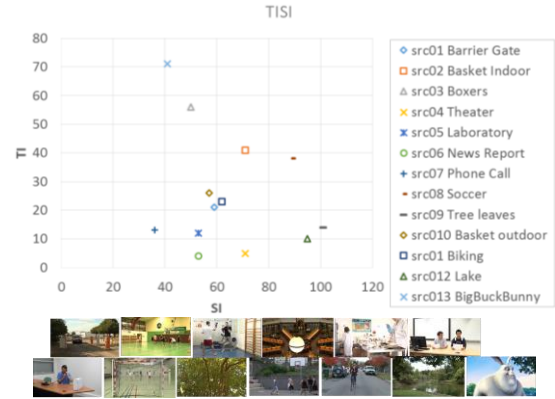 TISI
80
70
60
50
40
30
20
10
0
TI
0 20 40 60 80 100 120
SI
src01 Barrier Gate
src02 Basket Indoor
src03 Boxers
src04 Theater
src05 Laboratory
src06 News Report
src07 Phone Call
src08 Soccer
src09 Tree leaves
src010 Basket outdoor
src01 Biking
src012 Lake
src013 BigBuckBunny